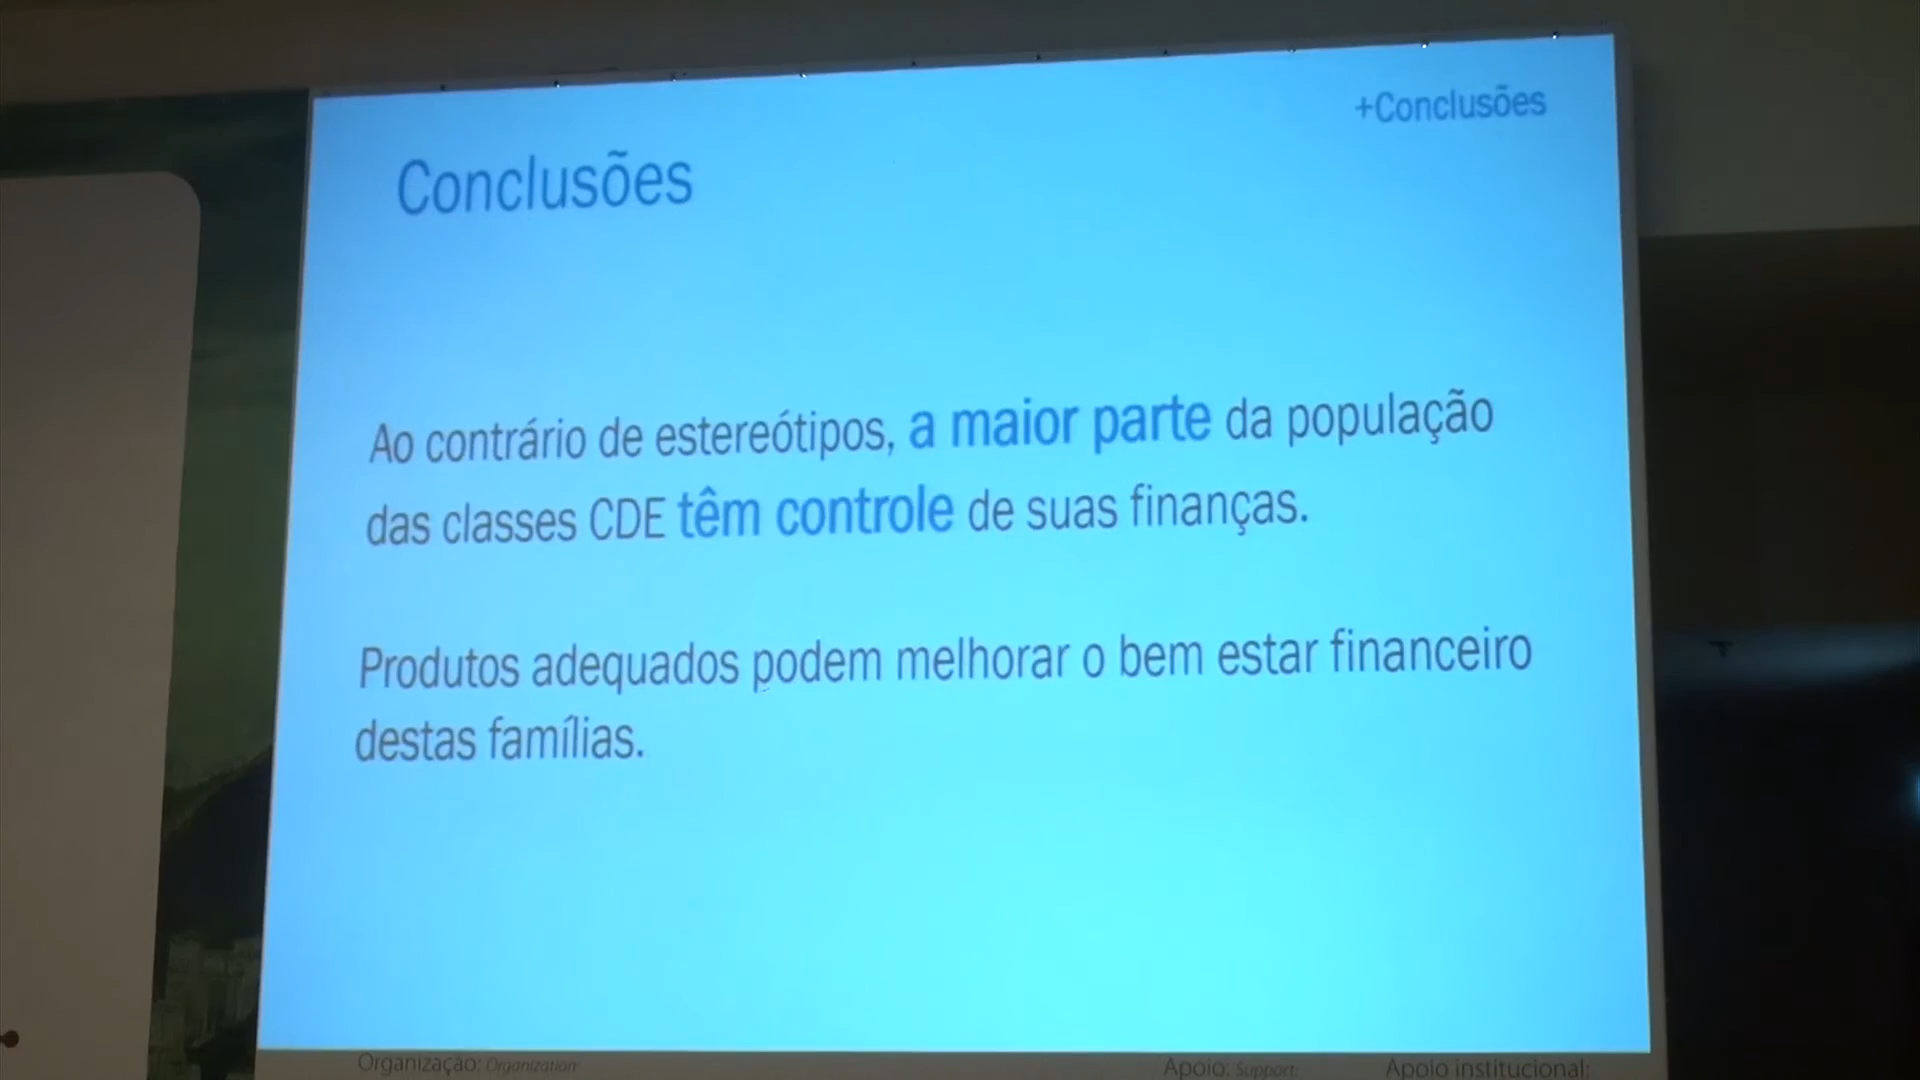 +Conclusões
Conclusões
Ao contrário de estereótipos, a maior parte da população
das classes CDE têm controle de suas finanças.
Produtos adequados podem melhorar o bem estar financeiro
destas famílias.
Organização: Organization:
Apoio: Support:
Apoio institucional: